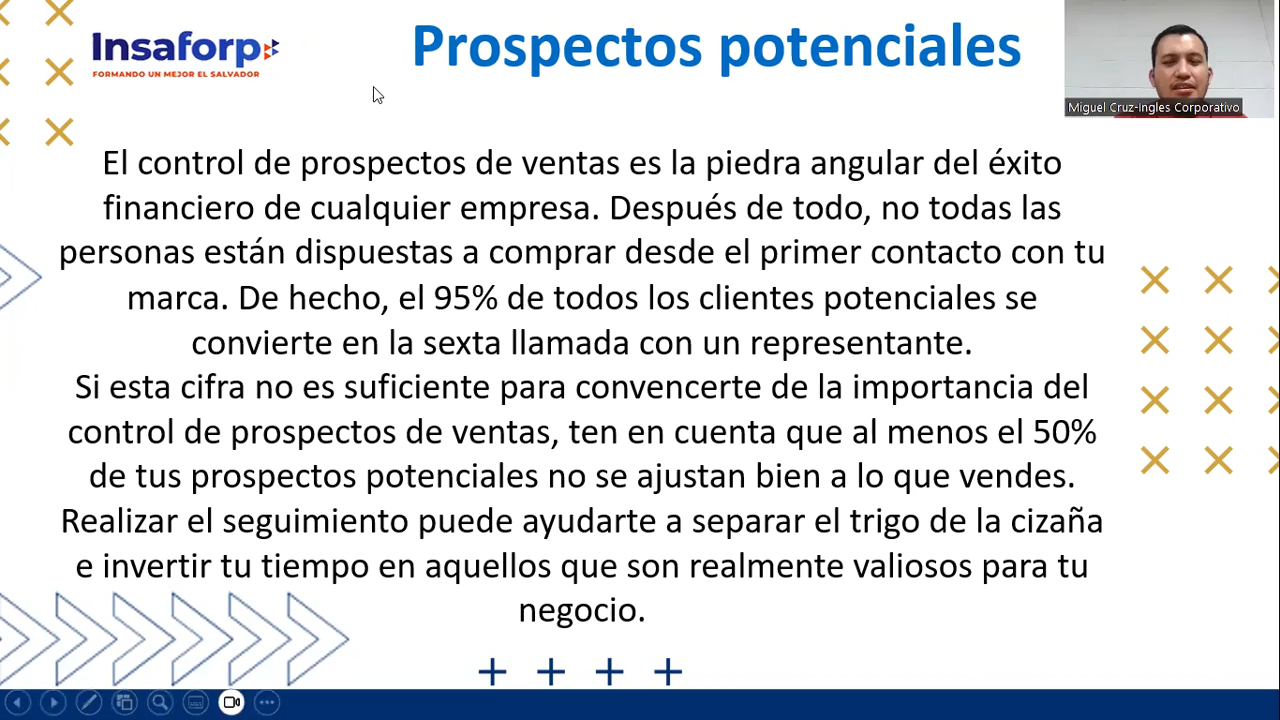 Insaforp
FORMANDO UN MEJOR EL SALVADOR
Prospectos potenciales
Miguel Cruz-Ingles Corporativo
El control de prospectos de ventas es la piedra angular del éxito
financiero de cualquier empresa. Después de todo, no todas las
personas están dispuestas a comprar desde el primer contacto con tu
marca. De hecho, el 95% de todos los clientes potenciales se
convierte en la sexta llamada con un representante.
Si esta cifra no es suficiente para convencerte de la importancia del
control de prospectos de ventas, ten en cuenta que al menos el 50%
de tus prospectos potenciales no se ajustan bien a lo que vendes.
Realizar el seguimiento puede ayudarte a separar el trigo de la cizaña
e invertir tu tiempo en aquellos que son realmente valiosos para tu
negocio.